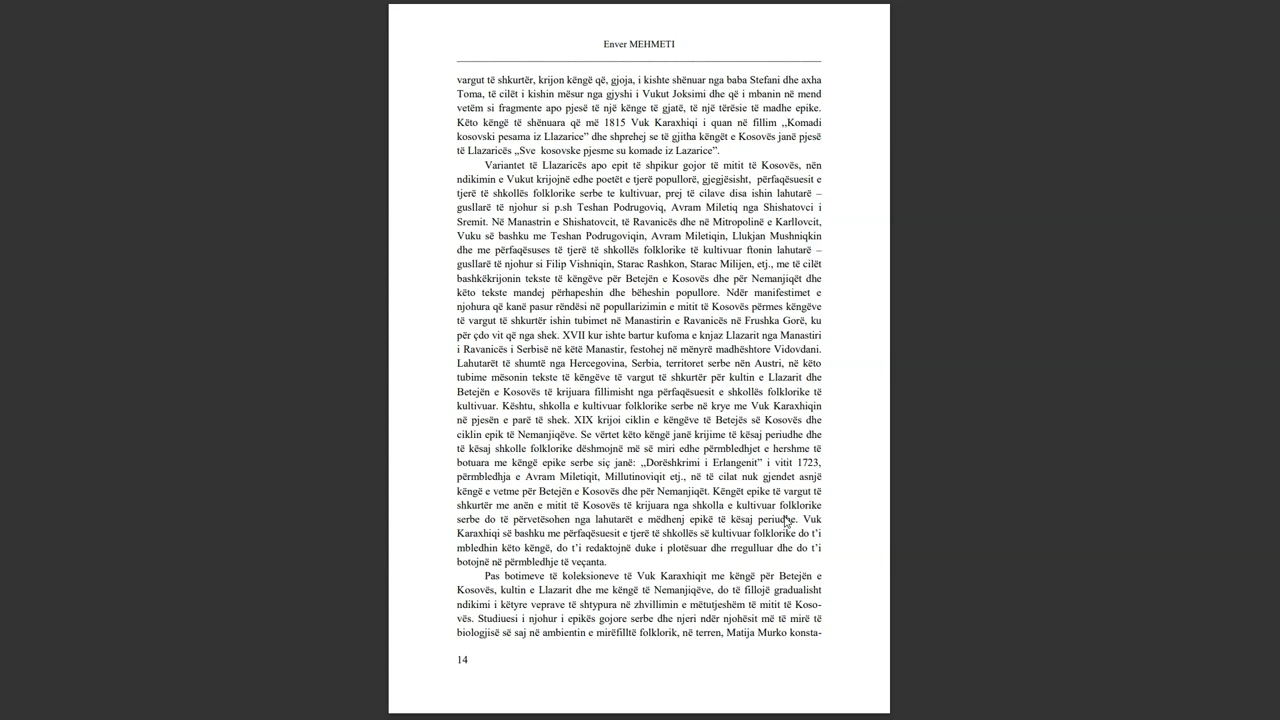 Enver MEHMETI
vargut të shkurtër, krijon këngë që, gjoja, i kishte shënuar nga baba Stefani dhe axha
Toma, të cilët i kishin mësur nga gjyshi i Vukut Joksimi dhe që i mbanin në mend
vetëm si fragmente apo pjesë të një kënge të gjatë, të një tërësie të madhe epike.
Këto këngë të shënuara që më 1815 Vuk Karaxhiqi i quan në fillim „Komadi
kosovski pesama iz Llazarice” dhe shprehej se të gjitha këngët e Kosovës janë pjesë
të Llazaricës „Sve kosovske pjesme su komade iz Lazarice”.
Variantet të Llazaricës apo epit të shpikur gojor të mitit të Kosovës, nën
ndikimin e Vukut krijojnë edhe poetët e tjerë popullorë, gjegjësisht, përfaqësuesit e
tjerë të shkollës folklorike serbe te kultivuar, prej të cilave disa ishin lahutarë –
gusllarë të njohur si p.sh Teshan Podrugoviq, Avram Miletiq nga Shishatovci i
Sremit. Në Manastrin e Shishatovcit, të Ravanicës dhe në Mitropolinë e Karllovcit,
Vuku së bashku me Teshan Podrugoviqin, Avram Miletiqin, Llukjan Mushniqkin
dhe me përfaqësuses të tjerë të shkollës folklorike të kultivuar ftonin lahutarë –
gusllarë të njohur si Filip Vishniqin, Starac Rashkon, Starac Milijen, etj., me të cilët
bashkëkrijonin tekste të këngëve për Betejën e Kosovës dhe për Nemanjiqët dhe
këto tekste mandej përhapeshin dhe bëheshin popullore. Ndër manifestimet e
njohura që kanë pasur rëndësi në popullarizimin e mitit të Kosovës përmes këngëve
të vargut të shkurtër ishin tubimet në Manastirin e Ravanicës në Frushka Gorë, ku
për çdo vit që nga shek. XVII kur ishte bartur kufoma e knjaz Llazarit nga Manastiri
i Ravanicës i Serbisë në këtë Manastir, festohej në mënyrë madhështore Vidovdani.
Lahutarët të shumtë nga Hercegovina, Serbia, territoret serbe nën Austri, në këto
tubime mësonin tekste të këngëve të vargut të shkurtër për kultin e Llazarit dhe
Betejën e Kosovës të krijuara fillimisht nga përfaqësuesit e shkollës folklorike të
kultivuar. Kështu, shkolla e kultivuar folklorike serbe në krye me Vuk Karaxhiqin
në pjesën e parë të shek. XIX krijoi ciklin e këngëve të Betejës së Kosovës dhe
ciklin epik të Nemanjiqëve. Se vërtet këto këngë janë krijime të kësaj periudhe dhe
të kësaj shkolle folklorike dëshmojnë më së miri edhe përmbledhjet e hershme të
botuara me këngë epike serbe siç janë: „Dorëshkrimi i Erlangenit” i vitit 1723,
përmbledhja e Avram Miletiqit, Millutinoviqit etj., në të cilat nuk gjendet asnjë
këngë e vetme për Betejën e Kosovës dhe për Nemanjiqët. Këngët epike të vargut të
shkurtër me anën e mitit të Kosovës të krijuara nga shkolla e kultivuar folklorike
serbe do të përvetësohen nga lahutarët e mëdhenj epikë të kësaj periudhe. Vuk
Karaxhiqi së bashku me përfaqësuesit e tjerë të shkollës së kultivuar folklorike do t’i
mbledhin këto këngë, do t’i redaktojnë duke i plotësuar dhe rregulluar dhe do t’i
botojnë në përmbledhje të veçanta.
Pas botimeve të koleksioneve të Vuk Karaxhiqit me këngë për Betejën e
Kosovës, kultin e Llazarit dhe me këngë të Nemanjiqëve, do të fillojë gradualisht
ndikimi i këtyre veprave të shtypura në zhvillimin e mëtutjeshëm të mitit të Koso-
vës. Studiuesi i njohur i epikës gojore serbe dhe njeri ndër njohësit më të mirë të
biologjisë së saj në ambientin e mirëfilltë folklorik, në terren, Matija Murko konsta-
14